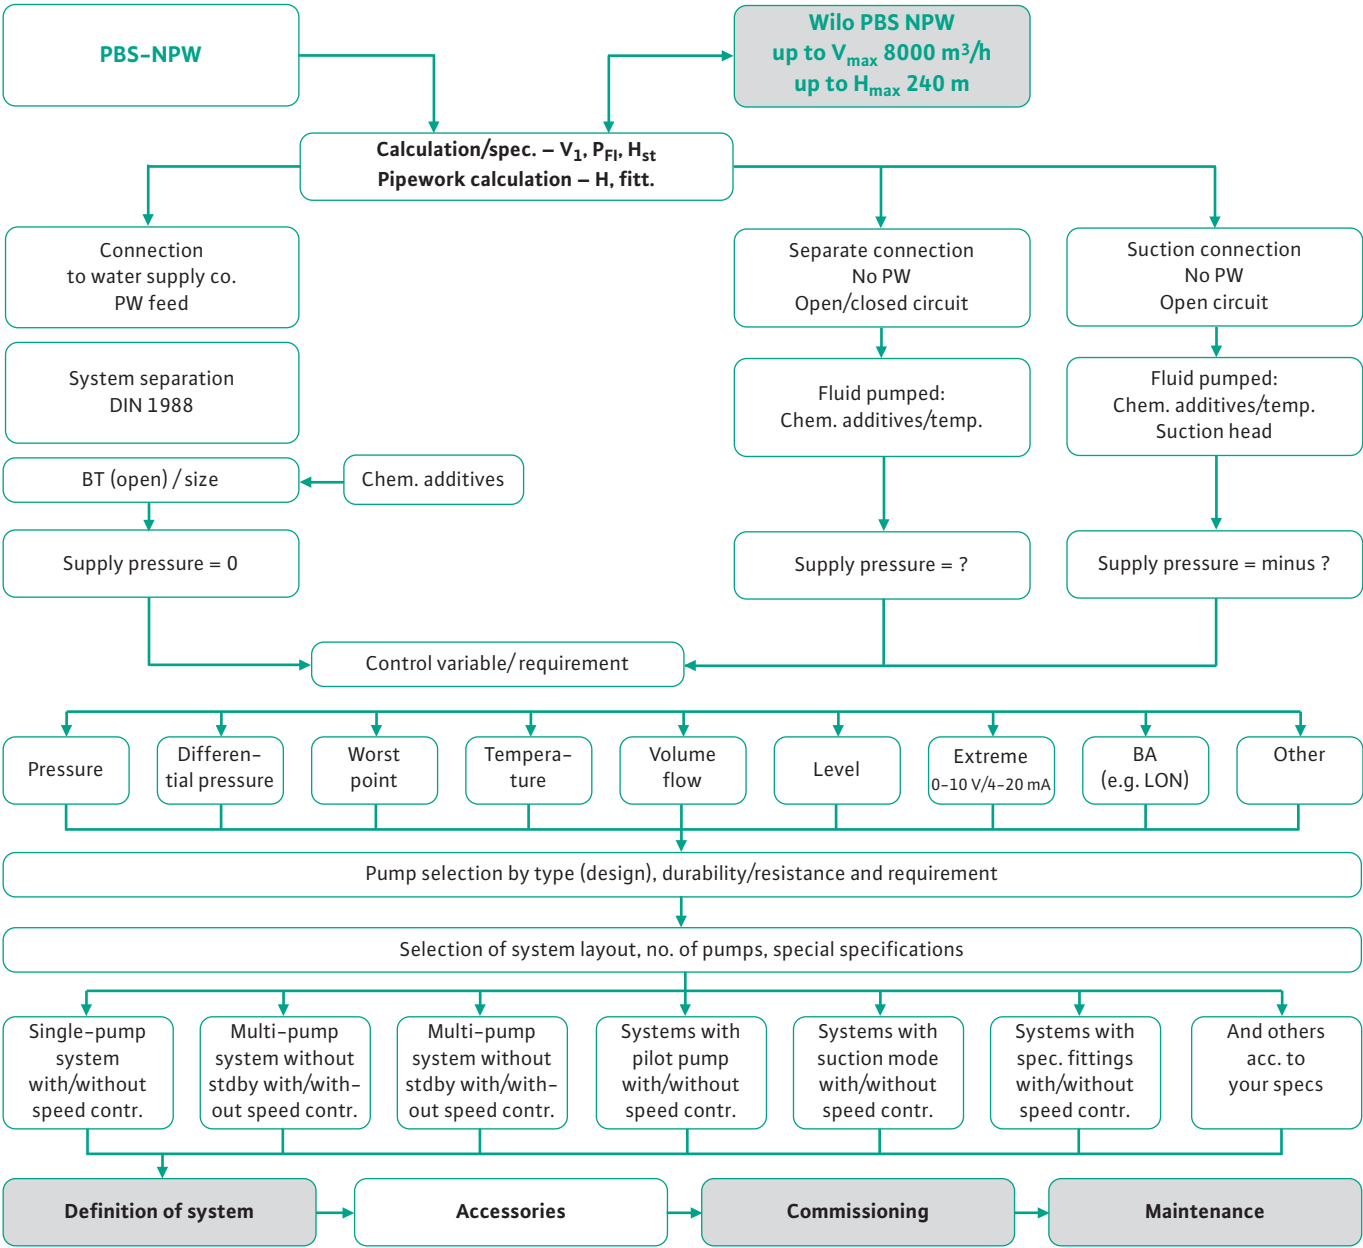 PBS-NPW
Wilo PBS NPW
up to Vmax 8000 m³/h
up to Hmax 240 m
Calculation/spec. – V1, PFl, Hst
Pipework calculation – H, fitt.
Connection
to water supply co.
PW feed
Separate connection
No PW
Open/closed circuit
Suction connection
No PW
Open circuit
System separation
DIN 1988
Fluid pumped:
Chem. additives/temp.
Fluid pumped:
Chem. additives/temp.
Suction head
BT (open) / size
Chem. additives
Supply pressure = 0
Supply pressure = ?
Supply pressure = minus ?
Control variable/ requirement
Pressure
Differen-
tial pressure
Worst
point
Tempera-
ture
Volume
flow
Level
Extreme
0-10 V/4-20 mA
BA
(e.g. LON)
Other
Pump selection by type (design), durability/resistance and requirement
Selection of system layout, no. of pumps, special specifications
Single-pump
system
with/without
speed contr.
Multi-pump
system without
stdby with/with-
out speed contr.
Multi-pump
system without
stdby with/with-
out speed contr.
Systems with
pilot pump
with/without
speed contr.
Systems with
suction mode
with/without
speed contr.
Systems with
spec. fittings
with/without
speed contr.
And others
acc. to
your specs
Definition of system
Accessories
Commissioning
Maintenance